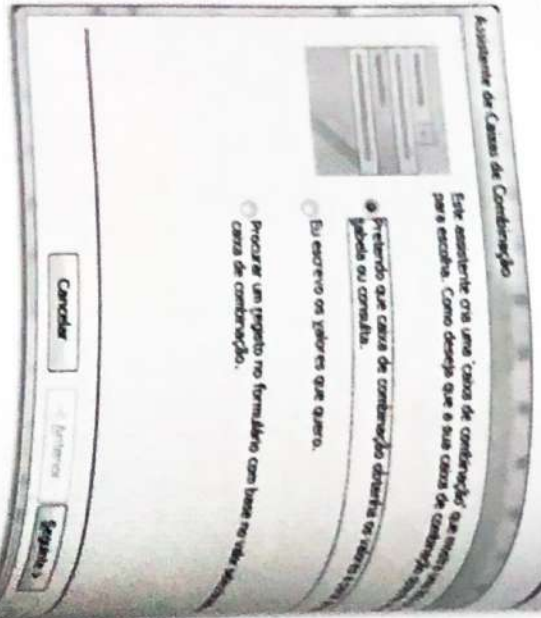 Assistente de Caixas de Combinação
Este assistente cria uma 'caixa de combinação' que
para escolha. Como deseja que a sua caixa de combinação
Pretendo que caixa de combinação obtenha os valores
tabela ou consulta.
Eu escrevo os valores que quero.
Procurar um registo no formulário com base no valor
caixa de combinação.
Cancelar
< Anterior
Seguinte >